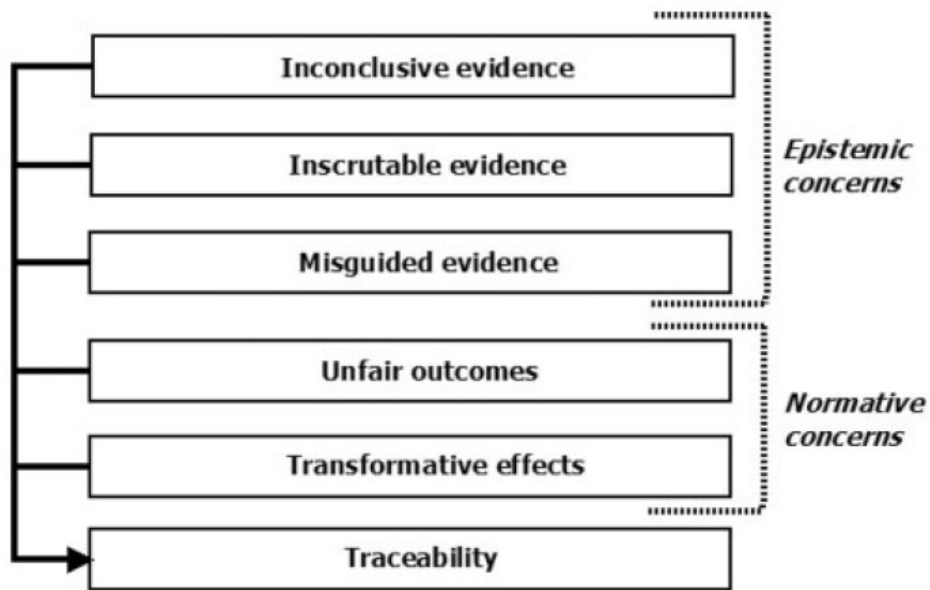 Inconclusive evidence
Inscrutable evidence
Epistemic
concerns
Misguided evidence
Unfair outcomes
Normative
concerns
Transformative effects
Traceability